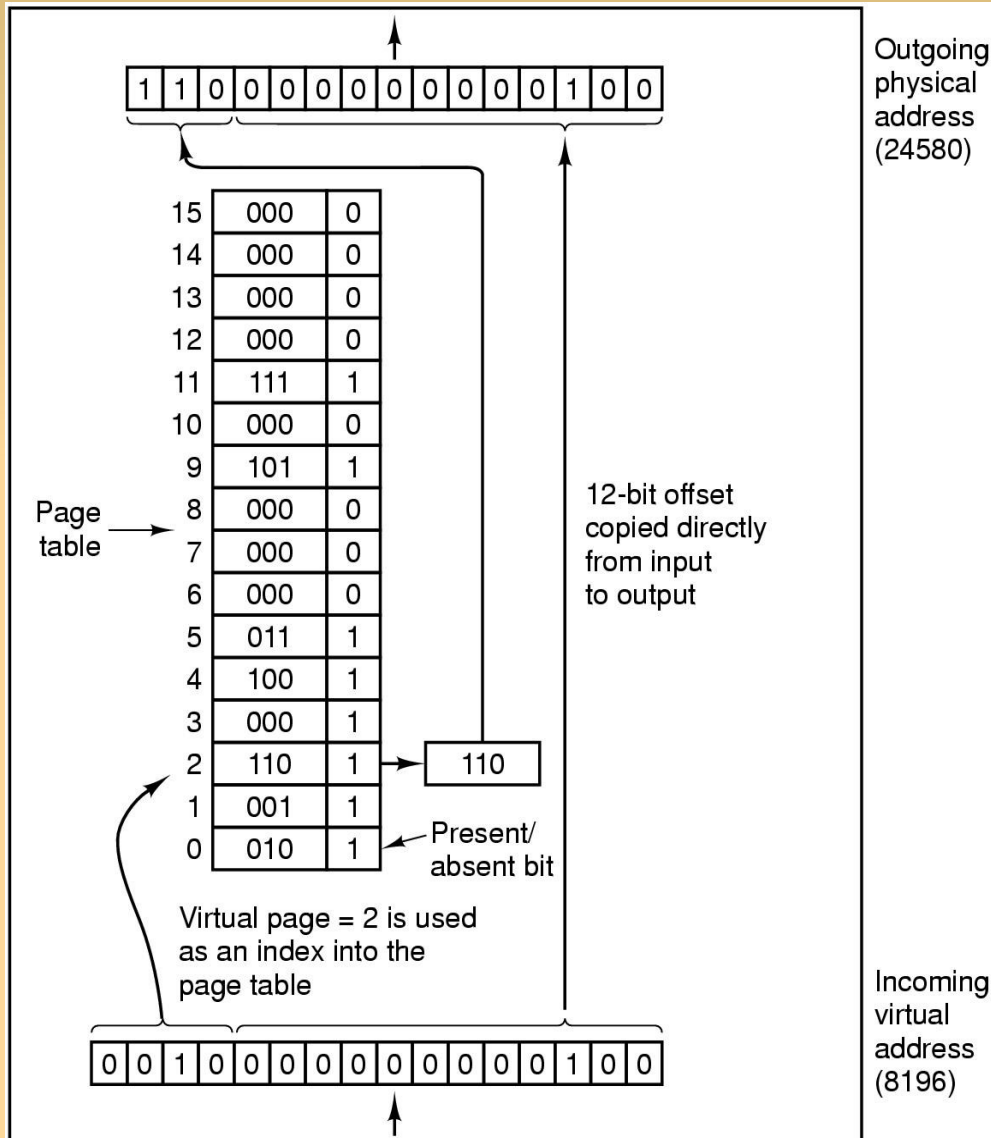 Outgoing
physical
address
(24580)
1 1 0 0 0 0 0 0 0 0 0 0 1 0 0
15 000 0
14 000 0
13 000 0
12 000 0
11 111 1
10 000 0
9 101 1
8 000 0
7 000 0
6 000 0
5 011 1
4 100 1
3 000 1
2 110 1 110
1 001 1
0 010 1
Page
table
12-bit offset
copied directly
from input
to output
Present/
absent bit
Virtual page = 2 is used
as an index into the
page table
0 0 1 0 0 0 0 0 0 0 0 0 0 1 0 0
Incoming
virtual
address
(8196)